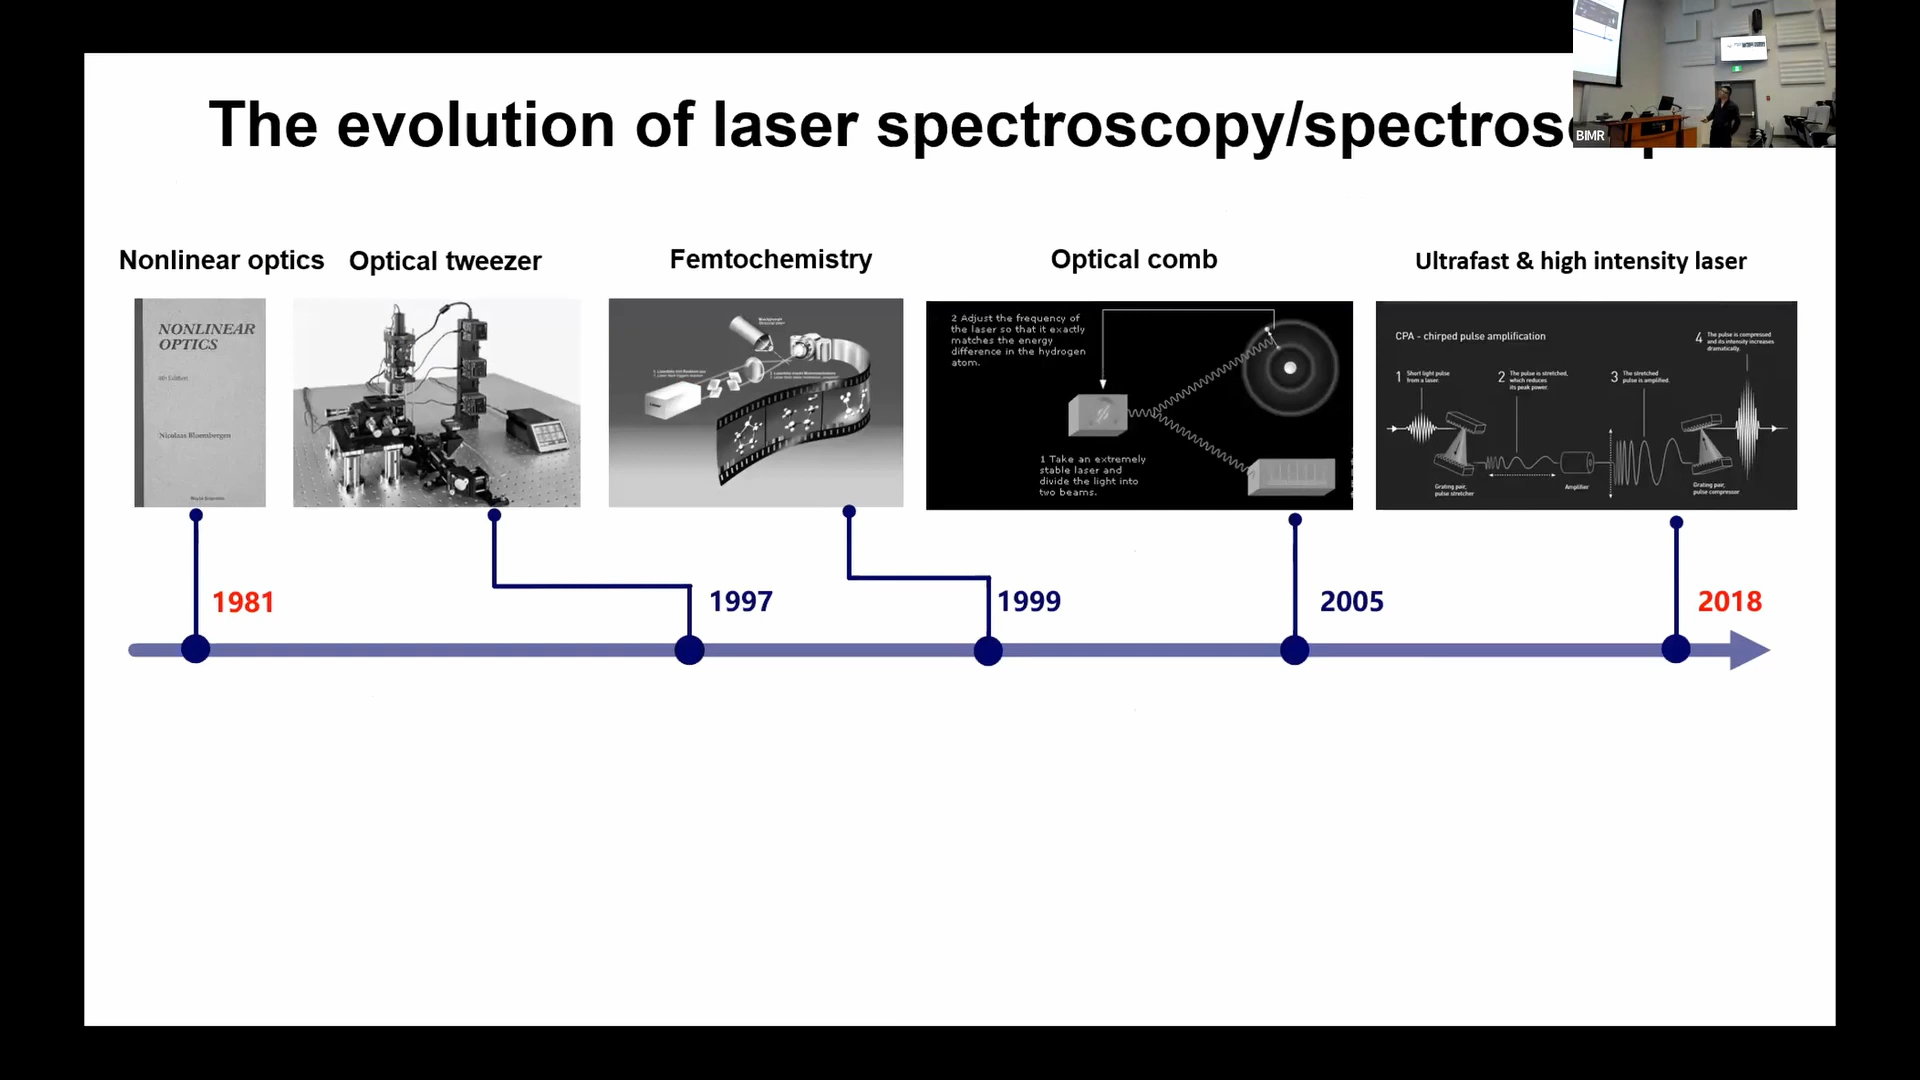 The evolution of laser spectroscopy/spectrosc
BIMR
Nonlinear optics
Optical tweezer
Femtochemistry
Optical comb
Ultrafast & high intensity laser
NONLINEAR
OPTICS
4th Edition
Nicolaas Bloembergen
World Scientific
2 Adjust the frequency of
the laser so that it exactly
matches the energy
difference in the hydrogen
atom.
1 Take an extremely
stable laser and
divide the light into
two beams.
CPA - chirped pulse amplification
1 Short light pulse
from a laser.
2 The pulse is stretched,
which reduces
its peak power.
3 The stretched
pulse is amplified.
4 The pulse is compressed
and its intensity increases
dramatically.
Grating pair,
pulse stretcher
Amplifier
Grating pair,
pulse compressor
1981
1997
1999
2005
2018